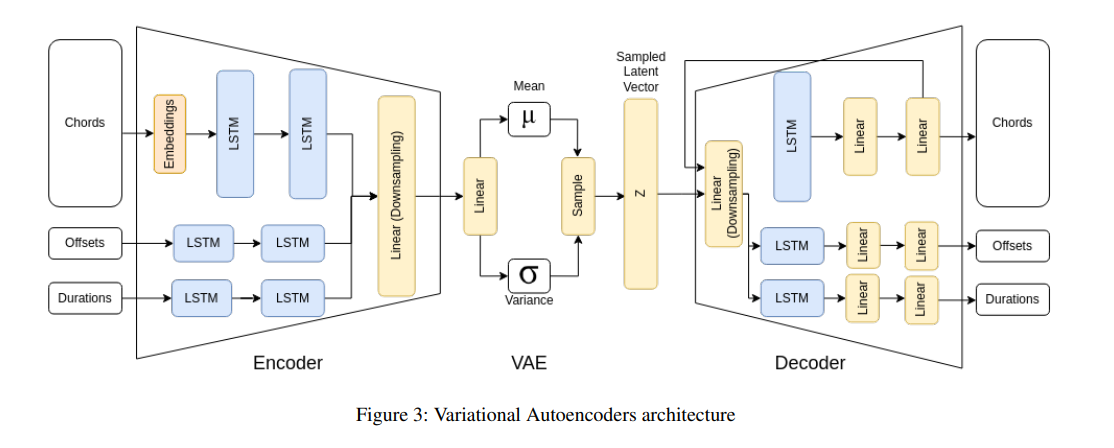 Chords
Embeddings
LSTM
LSTM
Offsets
LSTM
LSTM
Durations
LSTM
LSTM
Linear (Downsampling)
Encoder
Linear
Mean
μ
σ
Variance
Sample
VAE
Sampled
Latent
Vector
Z
Linear
(Downsampling)
LSTM
Linear
Linear
Chords
LSTM
Linear
Linear
Offsets
LSTM
Linear
Linear
Durations
Decoder
Figure 3: Variational Autoencoders architecture